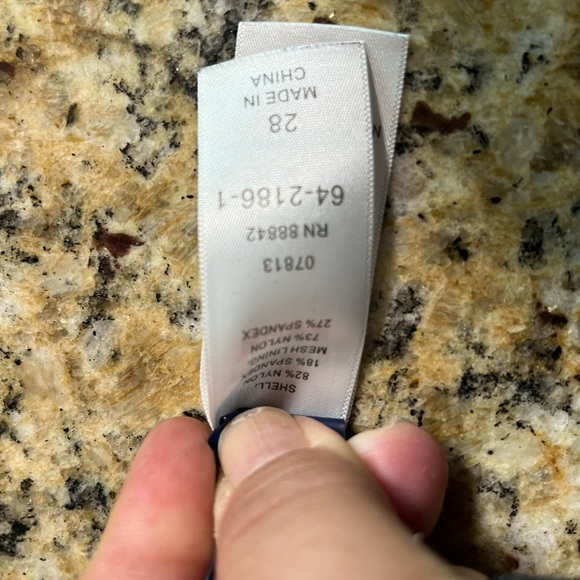 SHELL:
82% NYLON
18% SPANDEX
MESH LINING:
73% NYLON
27% SPANDEX
07813
RN 88842
64-2186-1
28
MADE IN
CHINA